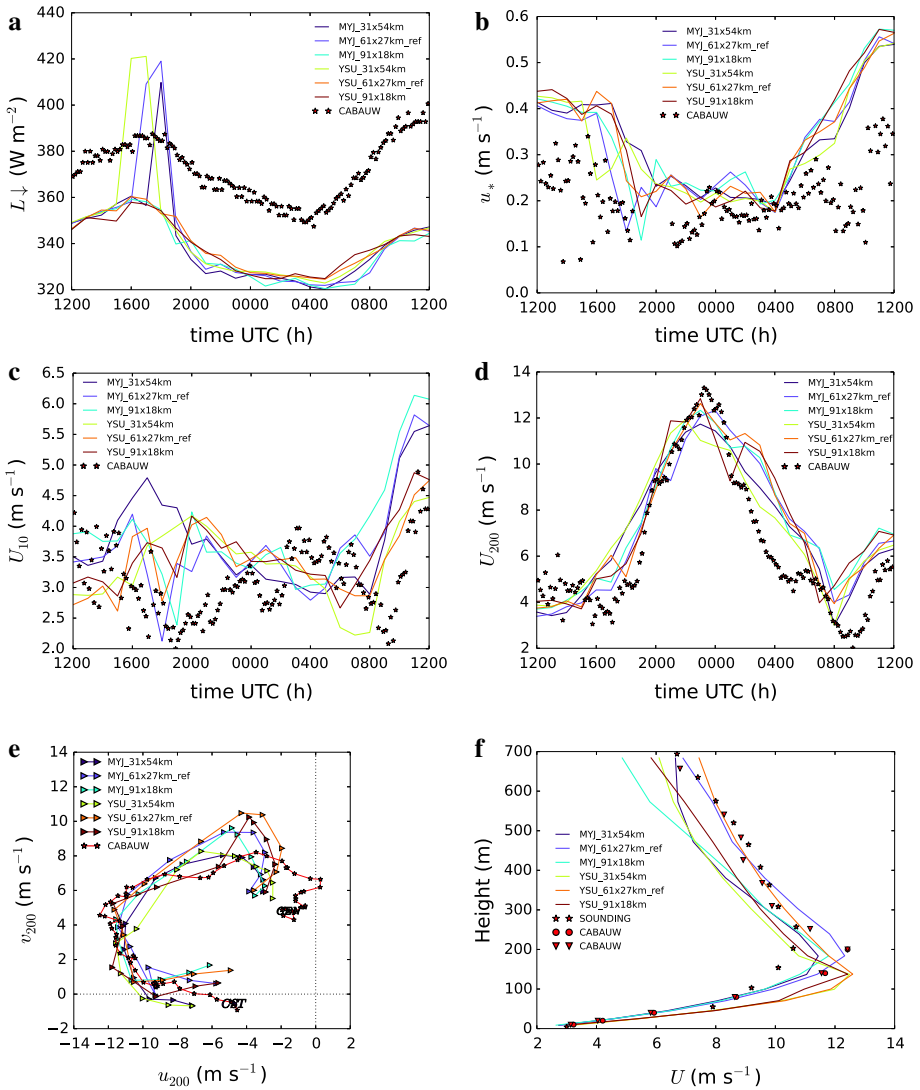 a
440
420
400
380
360
340
320
L↓ (W m⁻²)
MYJ_31x54km
MYJ_61x27km_ref
MYJ_91x18km
YSU_31x54km
YSU_61x27km_ref
YSU_91x18km
CABAUW
1200 1600 2000 0000 0400 0800 1200
time UTC (h)
b
0.6
0.5
0.4
0.3
0.2
0.1
0.0
u* (m s⁻¹)
MYJ_31x54km
MYJ_61x27km_ref
MYJ_91x18km
YSU_31x54km
YSU_61x27km_ref
YSU_91x18km
CABAUW
1200 1600 2000 0000 0400 0800 1200
time UTC (h)
c
6.5
6.0
5.5
5.0
4.5
4.0
3.5
3.0
2.5
2.0
U₁₀ (m s⁻¹)
MYJ_31x54km
MYJ_61x27km_ref
MYJ_91x18km
YSU_31x54km
YSU_61x27km_ref
YSU_91x18km
CABAUW
1200 1600 2000 0000 0400 0800 1200
time UTC (h)
d
14
12
10
8
6
4
2
U₂₀₀ (m s⁻¹)
MYJ_31x54km
MYJ_61x27km_ref
MYJ_91x18km
YSU_31x54km
YSU_61x27km_ref
YSU_91x18km
CABAUW
1200 1600 2000 0000 0400 0800 1200
time UTC (h)
e
14
12
10
8
6
4
2
0
−2
v₂₀₀ (m s⁻¹)
MYJ_31x54km
MYJ_61x27km_ref
MYJ_91x18km
YSU_31x54km
YSU_61x27km_ref
YSU_91x18km
CABAUW
−14 −12 −10 −8 −6 −4 −2 0 2
u₂₀₀ (m s⁻¹)
f
700
600
500
400
300
200
100
0
Height (m)
MYJ_31x54km
MYJ_61x27km_ref
MYJ_91x18km
YSU_31x54km
YSU_61x27km_ref
YSU_91x18km
SOUNDING
CABAUW
CABAUW
2 4 6 8 10 12 14
U (m s⁻¹)